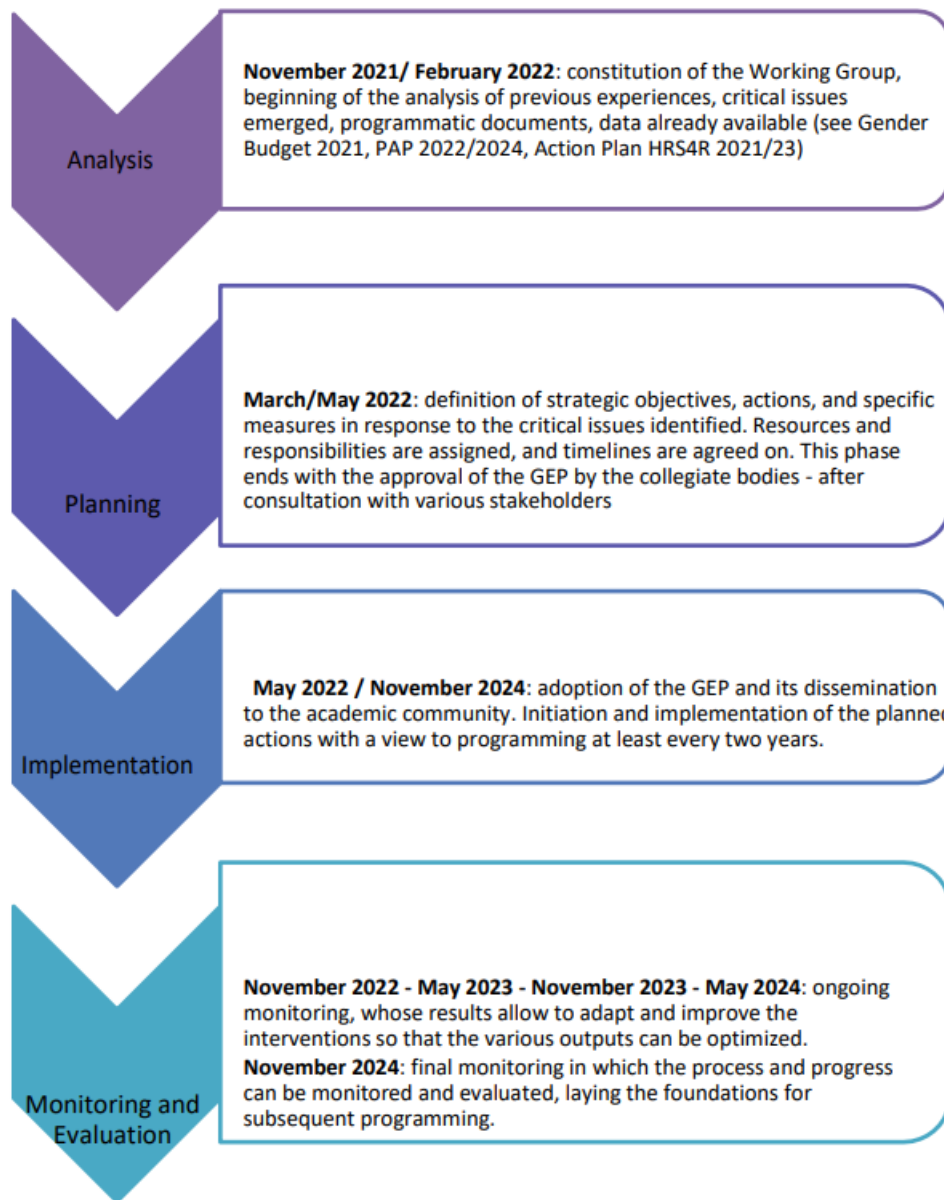 Analysis
November 2021/ February 2022: constitution of the Working Group,
beginning of the analysis of previous experiences, critical issues
emerged, programmatic documents, data already available (see Gender
Budget 2021, PAP 2022/2024, Action Plan HRS4R 2021/23)
Planning
March/May 2022: definition of strategic objectives, actions, and specific
measures in response to the critical issues identified. Resources and
responsibilities are assigned, and timelines are agreed on. This phase
ends with the approval of the GEP by the collegiate bodies - after
consultation with various stakeholders
Implementation
May 2022 / November 2024: adoption of the GEP and its dissemination
to the academic community. Initiation and implementation of the planned
actions with a view to programming at least every two years.
Monitoring and
Evaluation
November 2022 - May 2023 - November 2023 - May 2024: ongoing
monitoring, whose results allow to adapt and improve the
interventions so that the various outputs can be optimized.
November 2024: final monitoring in which the process and progress
can be monitored and evaluated, laying the foundations for
subsequent programming.